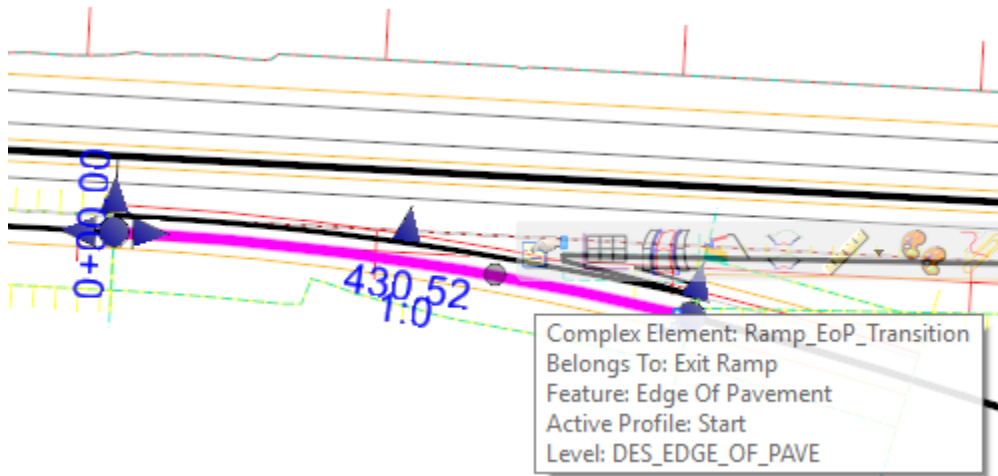 0+00.00
430.52
1:0
Complex Element: Ramp_EoP_Transition
Belongs To: Exit Ramp
Feature: Edge Of Pavement
Active Profile: Start
Level: DES_EDGE_OF_PAVE